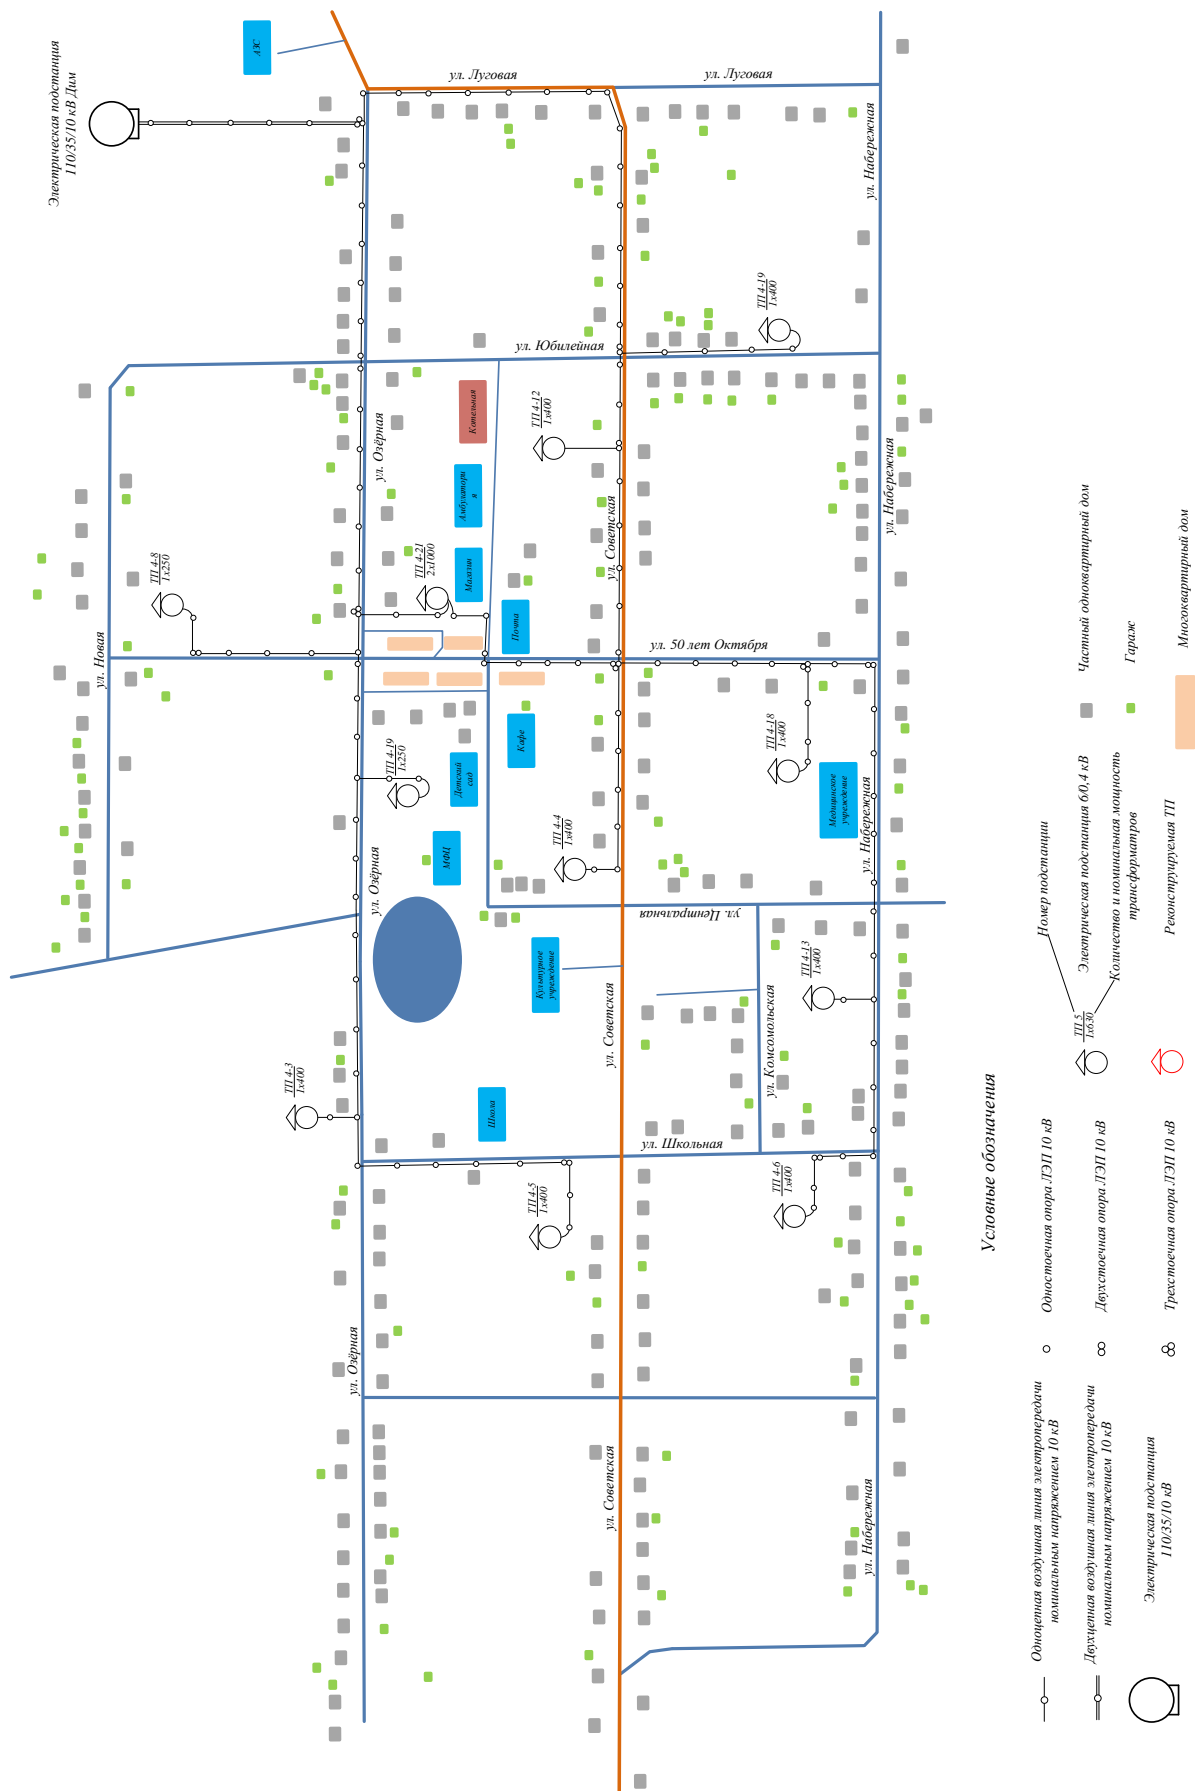 Электрическая подстанция
110/35/10 кВ Дим
АЗС
ул. Луговая
ул. Луговая
ул. Набережная
ТП 4-19
1х400
ул. Юбилейная
ул. Озёрная
Котельная
ТП 4-12
1х400
Амбулатори
я
ул. Советская
ул. Набережная
ТП 4-8
1х250
ТП 4-21
2х1000
Магазин
Почта
ул. Новая
ул. 50 лет Октября
ТП 4-19
1х250
Детский
сад
Кафе
ТП 4-18
1х400
Медицинское
учреждение
ул. Набережная
ул. Озёрная
МФЦ
ТП 4-4
1х400
ул. Центральная
Культурное
учреждение
ТП 4-13
1х400
ул. Советская
ул. Комсомольская
ТП 4-3
1х400
Школа
ул. Школьная
ТП 4-5
1х400
ТП 4-6
1х400
ул. Озёрная
ул. Советская
ул. Набережная
Условные обозначения
Одноцепная воздушная линия электропередачи
номинальным напряжением 10 кВ
Двухцепная воздушная линия электропередачи
номинальным напряжением 10 кВ
Электрическая подстанция
110/35/10 кВ
Одностоечная опора ЛЭП 10 кВ
Двухстоечная опора ЛЭП 10 кВ
Трехстоечная опора ЛЭП 10 кВ
Номер подстанции
ТП 5
1х630
Электрическая подстанция 6/0,4 кВ
Количество и номинальная мощность
трансформатров
Реконструируемая ТП
Частный одноквартирный дом
Гараж
Многоквартирный дом